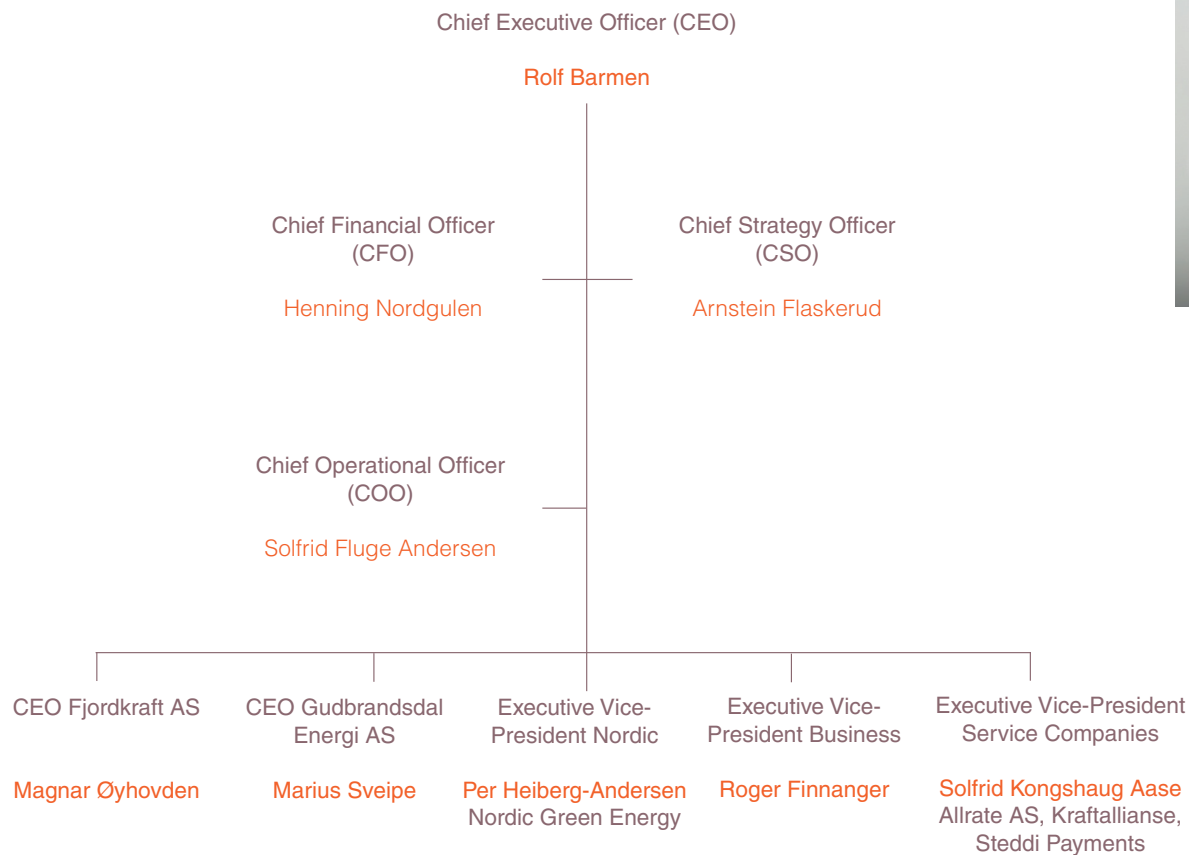 Chief Executive Officer (CEO)
Rolf Barmen
Chief Financial Officer
(CFO)
Henning Nordgulen
Chief Strategy Officer
(CSO)
Arnstein Flaskerud
Chief Operational Officer
(COO)
Solfrid Fluge Andersen
CEO Fjordkraft AS
Magnar Øyhovden
CEO Gudbrandsdal
Energi AS
Marius Sveipe
Executive Vice-
President Nordic
Per Heiberg-Andersen
Nordic Green Energy
Executive Vice-
President Business
Roger Finnanger
Executive Vice-President
Service Companies
Solfrid Kongshaug Aase
Allrate AS, Kraftallianse,
Steddi Payments